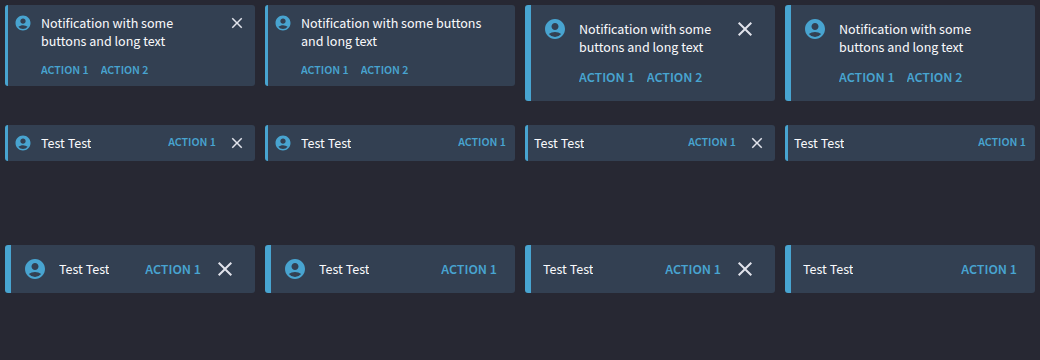 Notification with some
buttons and long text
ACTION 1 ACTION 2
Notification with some buttons
and long text
ACTION 1 ACTION 2
Notification with some
buttons and long text
ACTION 1 ACTION 2
Notification with some
buttons and long text
ACTION 1 ACTION 2
Test Test ACTION 1
Test Test ACTION 1
Test Test ACTION 1
Test Test ACTION 1
Test Test ACTION 1
Test Test ACTION 1
Test Test ACTION 1
Test Test ACTION 1